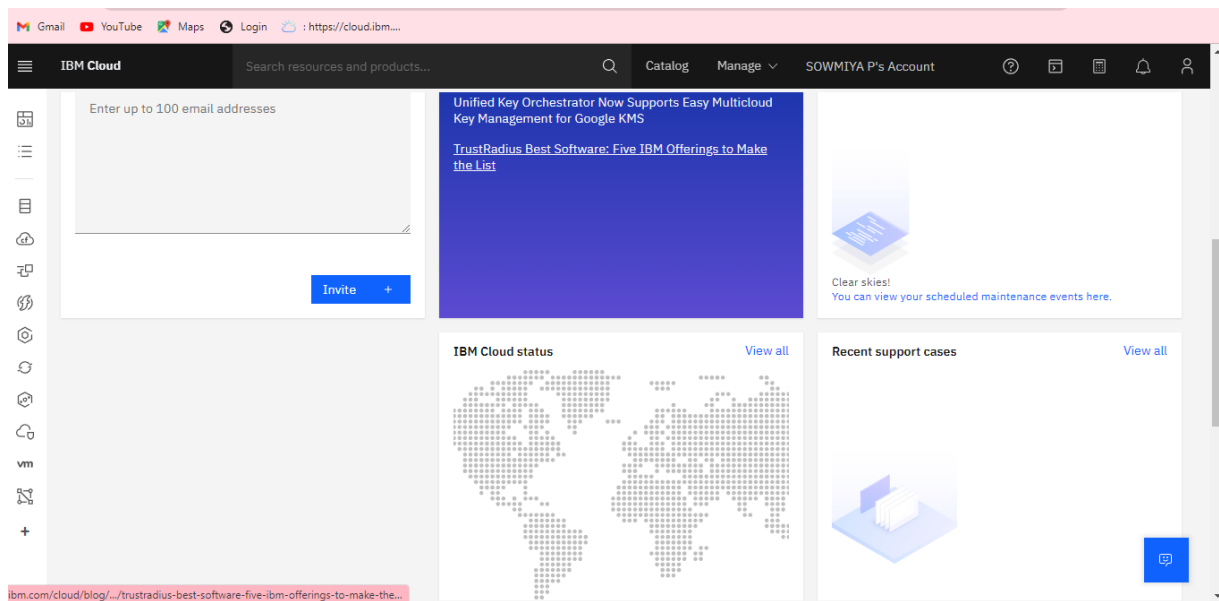 Gmail YouTube Maps Login : https://cloud.ibm....
IBM Cloud Search resources and products... Catalog Manage SOWMIYA P's Account
Enter up to 100 email addresses
Invite +
Unified Key Orchestrator Now Supports Easy Multicloud
Key Management for Google KMS
TrustRadius Best Software: Five IBM Offerings to Make
the List
Clear skies!
You can view your scheduled maintenance events here.
IBM Cloud status View all
Recent support cases View all
cf
vm
+
ibm.com/cloud/blog/.../trustradius-best-software-five-ibm-offerings-to-make-the...